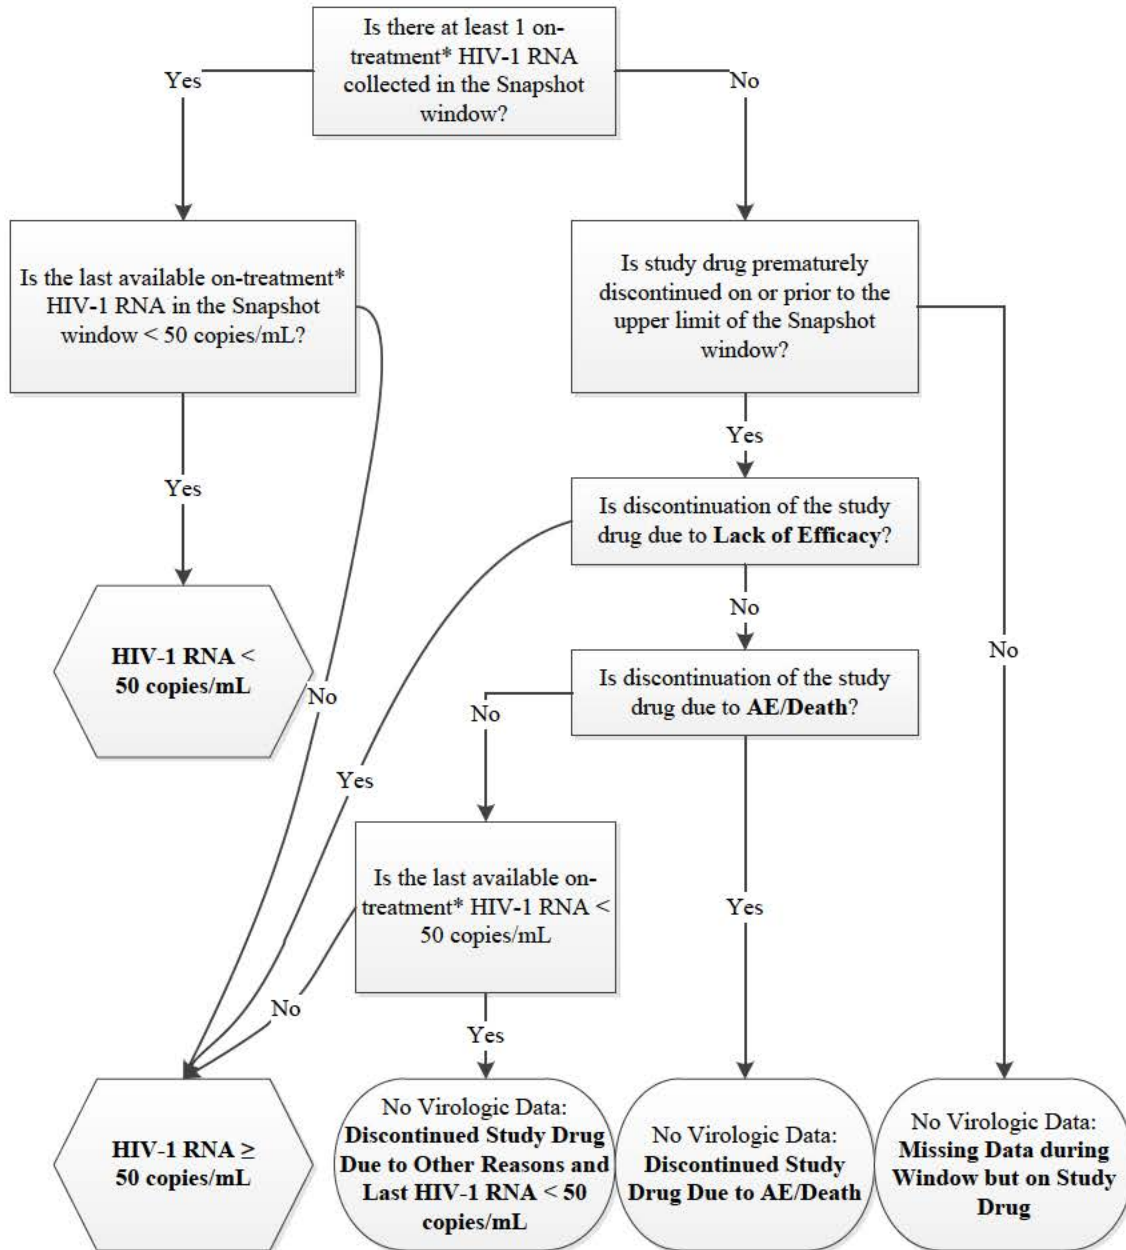 Is there at least 1 on-
treatment* HIV-1 RNA
collected in the Snapshot
window?
Yes
No
Is the last available on-treatment*
HIV-1 RNA in the Snapshot
window < 50 copies/mL?
Is study drug prematurely
discontinued on or prior to the
upper limit of the Snapshot
window?
Yes
Yes
Is discontinuation of the study
drug due to Lack of Efficacy?
No
HIV-1 RNA <
50 copies/mL
No
No
Is discontinuation of the study
drug due to AE/Death?
No
Yes
Is the last available on-
treatment* HIV-1 RNA <
50 copies/mL
Yes
No
Yes
HIV-1 RNA ≥
50 copies/mL
No Virologic Data:
Discontinued Study Drug
Due to Other Reasons and
Last HIV-1 RNA < 50
copies/mL
No Virologic Data:
Discontinued Study
Drug Due to AE/Death
No Virologic Data:
Missing Data during
Window but on Study
Drug